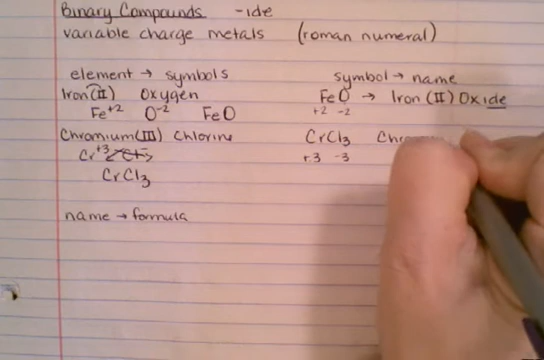 Binary Compounds -ide
variable charge metals (roman numeral)
element → symbols
Iron (II) Oxygen
Fe+2 O-2 FeO
Chromium (III) Chlorine
Cr+3 Cl-
CrCl3
name → formula
symbol → name
FeO → Iron (II) Oxide
+2 -2
CrCl3
+3 -3